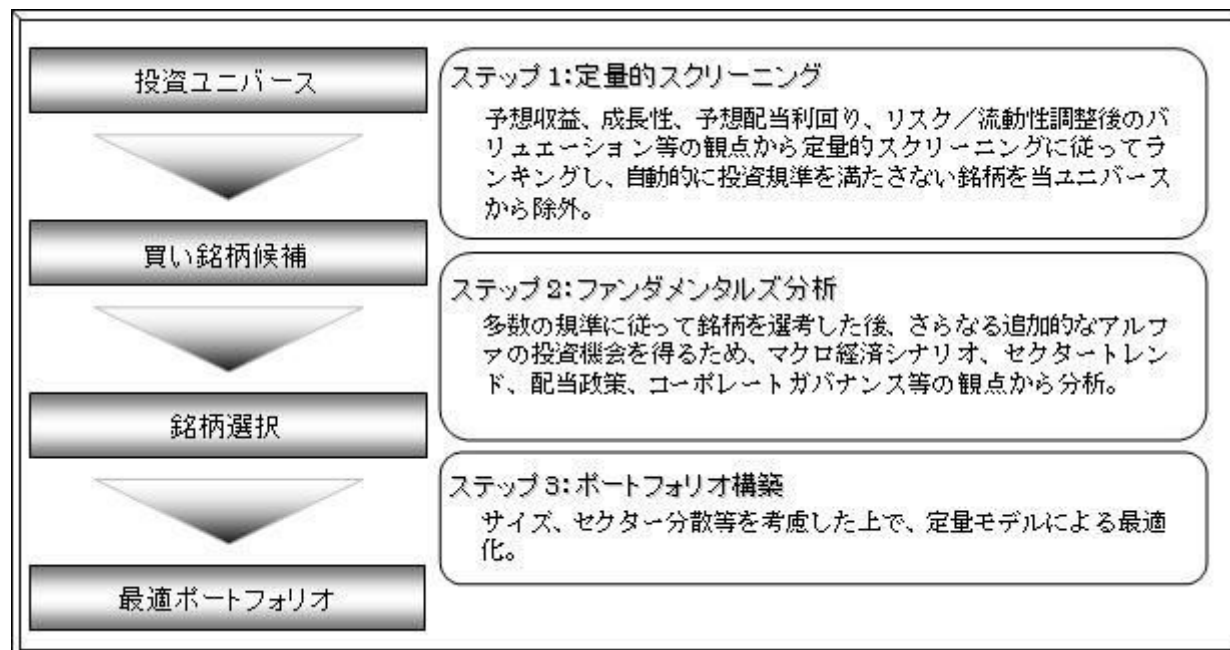 投資ユニバース
ステップ1:定量的スクリーニング
予想収益、成長性、予想配当利回り、リスク／流動性調整後のバ
リュエーション等の観点から定量的スクリーニングに従ってラ
ンキングし、自動的に投資規準を満たさない銘柄を当ユニバース
から除外。
買い銘柄候補
ステップ2:ファンダメンタルズ分析
多数の規準に従って銘柄を選考した後、さらなる追加的なアルフ
ァの投資機会を得るため、マクロ経済シナリオ、セクタートレン
ド、配当政策、コーポレートガバナンス等の観点から分析。
銘柄選択
ステップ3:ポートフォリオ構築
サイズ、セクター分散等を考慮した上で、定量モデルによる最適
化。
最適ポートフォリオ